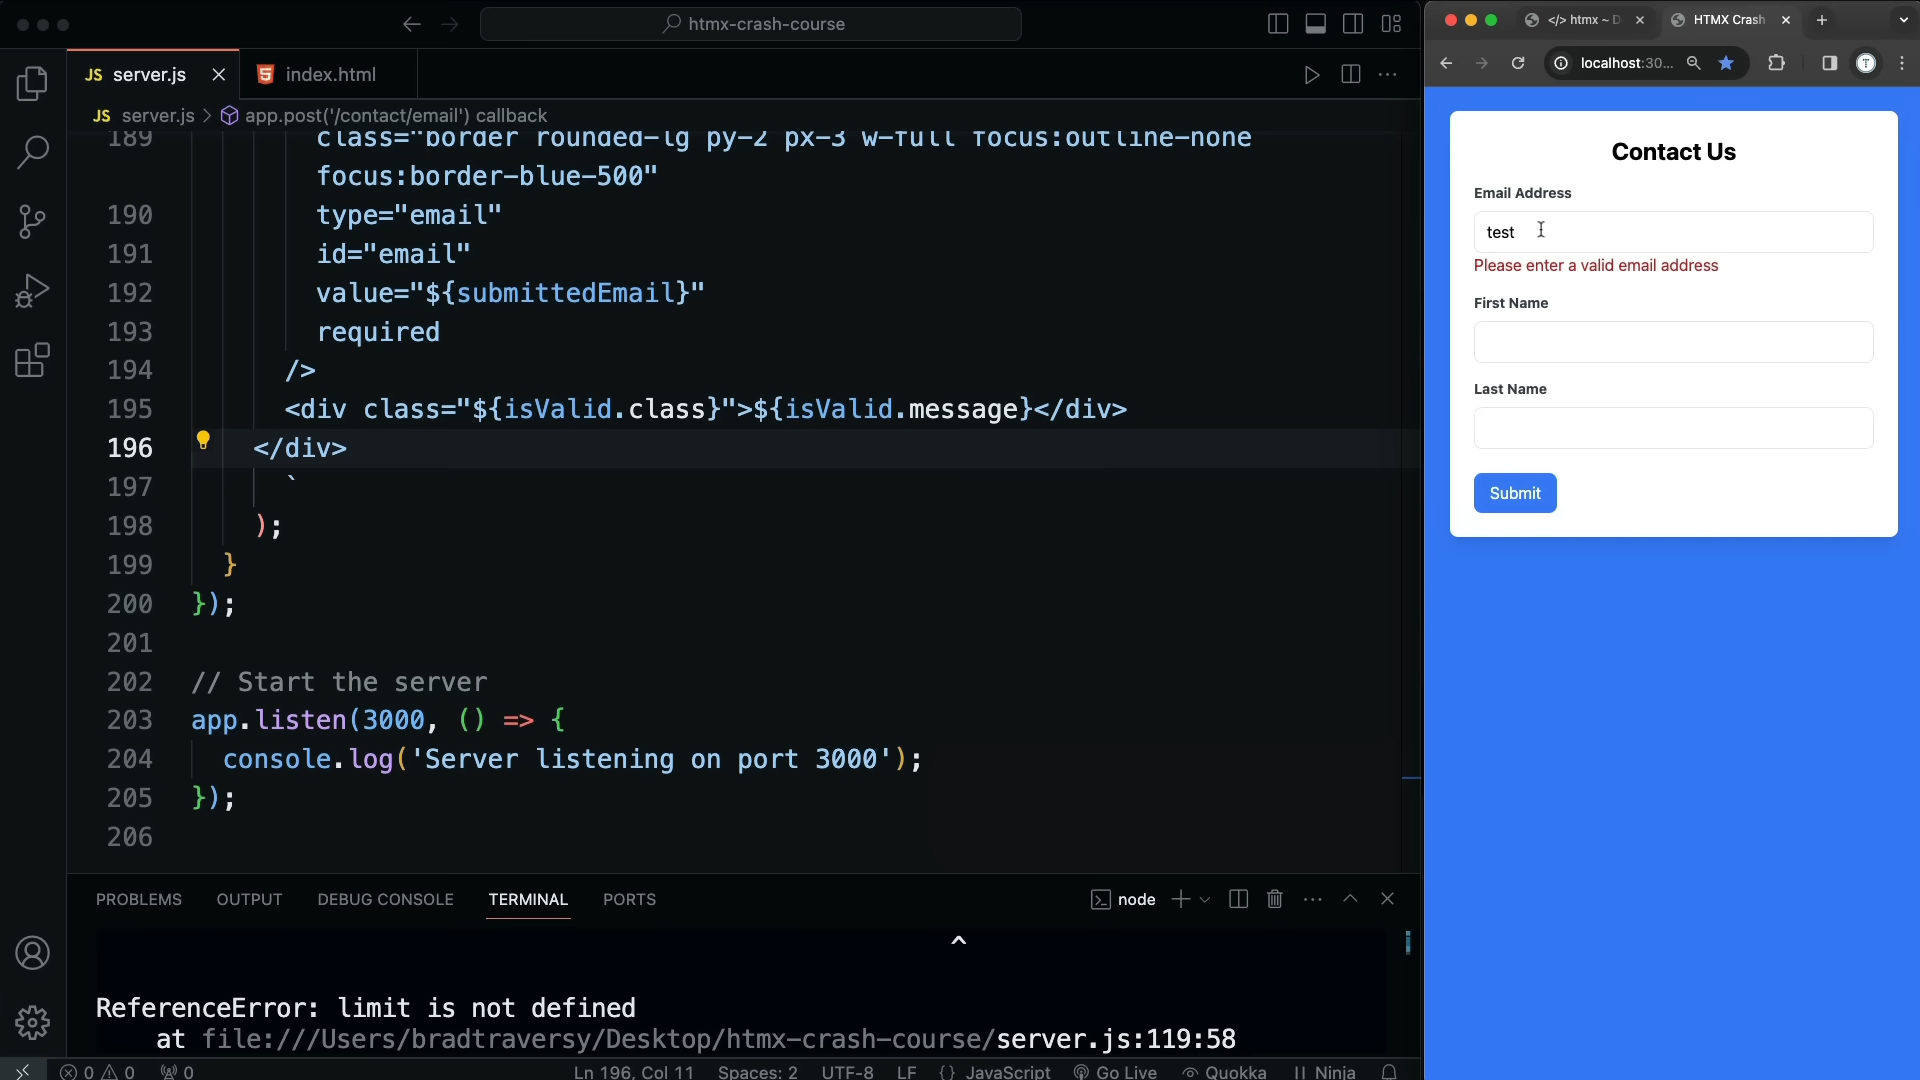 htmx-crash-course
JS server.js
index.html
JS server.js > app.post('/contact/email') callback
189 class="border rounded-lg py-2 px-3 w-full focus:outline-none
focus:border-blue-500"
190 type="email"
191 id="email"
192 value="${submittedEmail}"
193 required
194 />
195 <div class="${isValid.class}">${isValid.message}</div>
196 </div>
197 `
198 );
199 }
200 });
201
202 // Start the server
203 app.listen(3000, () => {
204 console.log('Server listening on port 3000');
205 });
206
PROBLEMS OUTPUT DEBUG CONSOLE TERMINAL PORTS
node
^
ReferenceError: limit is not defined
at file:///Users/bradtraversy/Desktop/htmx-crash-course/server.js:119:58
0 0 0 Ln 196, Col 11 Spaces: 2 UTF-8 LF {} JavaScript Go Live Quokka Ninja
</> htmx ~ D
HTMX Crash
localhost:30...
T
Contact Us
Email Address
test
Please enter a valid email address
First Name
Last Name
Submit